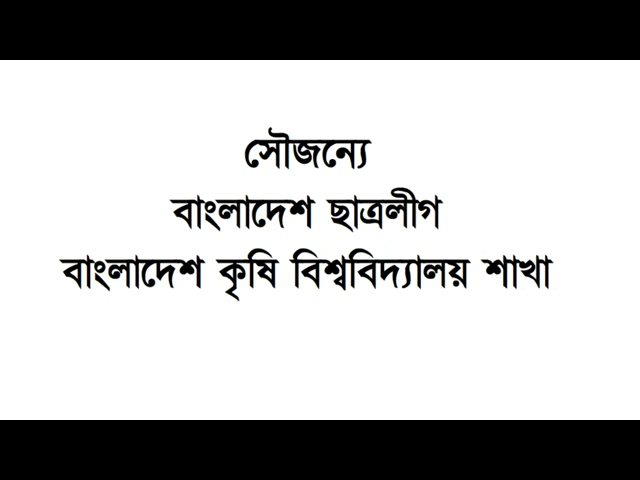 সৌজন্যে
বাংলাদেশ ছাত্রলীগ
বাংলাদেশ কৃষি বিশ্ববিদ্যালয় শাখা